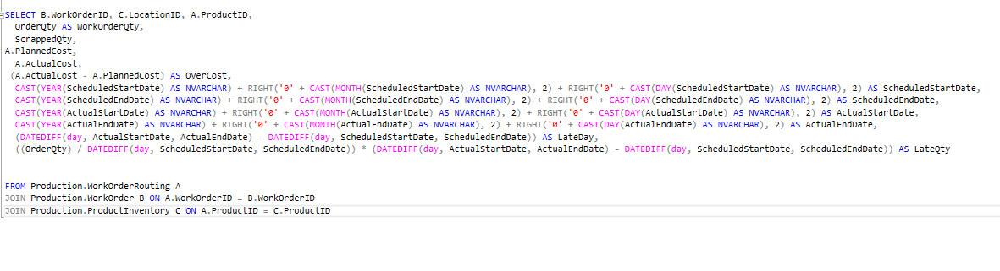 SELECT B.WorkOrderID, C.LocationID, A.ProductID,
OrderQty AS WorkOrderQty,
ScrappedQty,
A.PlannedCost,
A.ActualCost,
(A.ActualCost - A.PlannedCost) AS OverCost,
CAST(YEAR(ScheduledStartDate) AS NVARCHAR) + RIGHT('0' + CAST(MONTH(ScheduledStartDate) AS NVARCHAR), 2) + RIGHT('0' + CAST(DAY(ScheduledStartDate) AS NVARCHAR), 2) AS ScheduledStartDate,
CAST(YEAR(ScheduledEndDate) AS NVARCHAR) + RIGHT('0' + CAST(MONTH(ScheduledEndDate) AS NVARCHAR), 2) + RIGHT('0' + CAST(DAY(ScheduledEndDate) AS NVARCHAR), 2) AS ScheduledEndDate,
CAST(YEAR(ActualStartDate) AS NVARCHAR) + RIGHT('0' + CAST(MONTH(ActualStartDate) AS NVARCHAR), 2) + RIGHT('0' + CAST(DAY(ActualStartDate) AS NVARCHAR), 2) AS ActualStartDate,
CAST(YEAR(ActualEndDate) AS NVARCHAR) + RIGHT('0' + CAST(MONTH(ActualEndDate) AS NVARCHAR), 2) + RIGHT('0' + CAST(DAY(ActualEndDate) AS NVARCHAR), 2) AS ActualEndDate,
(DATEDIFF(day, ActualStartDate, ActualEndDate) - DATEDIFF(day, ScheduledStartDate, ScheduledEndDate)) AS LateDay,
((OrderQty) / DATEDIFF(day, ScheduledStartDate, ScheduledEndDate)) * (DATEDIFF(day, ActualStartDate, ActualEndDate) - DATEDIFF(day, ScheduledStartDate, ScheduledEndDate)) AS LateQty
FROM Production.WorkOrderRouting A
JOIN Production.WorkOrder B ON A.WorkOrderID = B.WorkOrderID
JOIN Production.ProductInventory C ON A.ProductID = C.ProductID